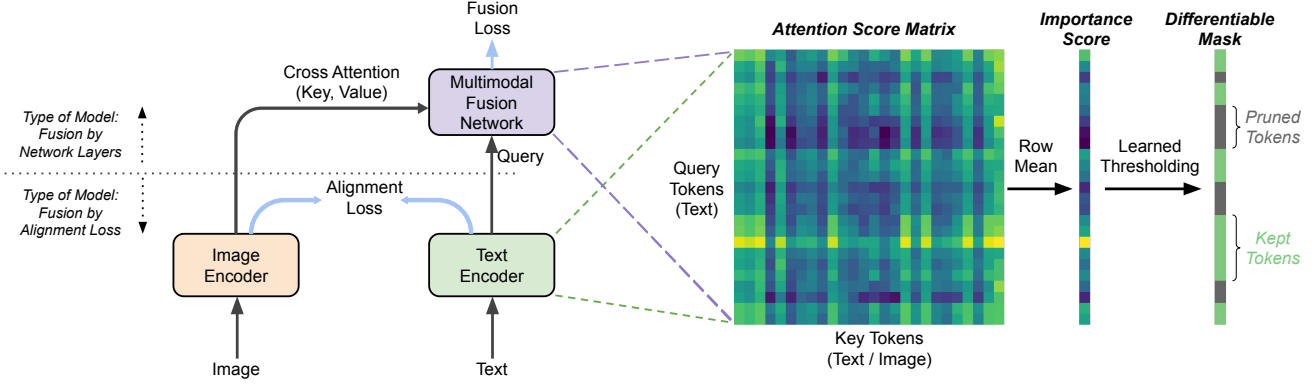 Fusion
Loss
Cross Attention
(Key, Value)
Multimodal
Fusion
Network
Query
Type of Model:
Fusion by
Network Layers
Type of Model:
Fusion by
Alignment Loss
Alignment
Loss
Image
Encoder
Text
Encoder
Image
Text
Attention Score Matrix
Query
Tokens
(Text)
Key Tokens
(Text / Image)
Row
Mean
Importance
Score
Learned
Thresholding
Differentiable
Mask
Pruned
Tokens
Kept
Tokens